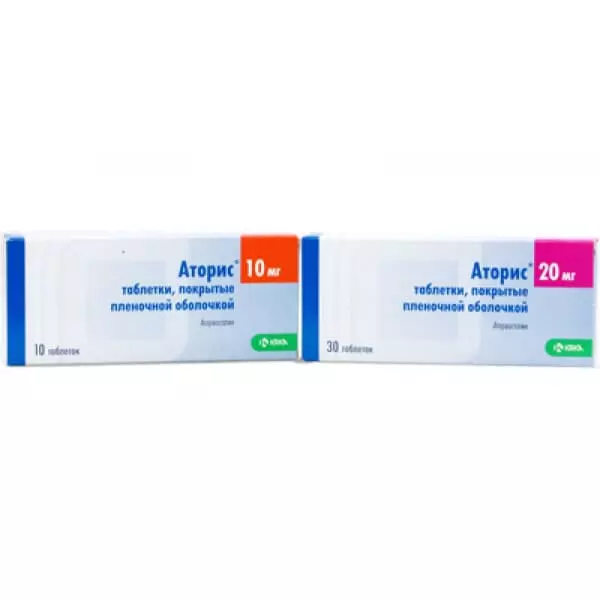 Аторис®
10 мг
таблетки, покрытые
пленочной оболочкой
Аторвастатин
10 таблеток
KRKA
Аторис®
20 мг
таблетки, покрытые
пленочной оболочкой
Аторвастатин
30 таблеток
KRKA